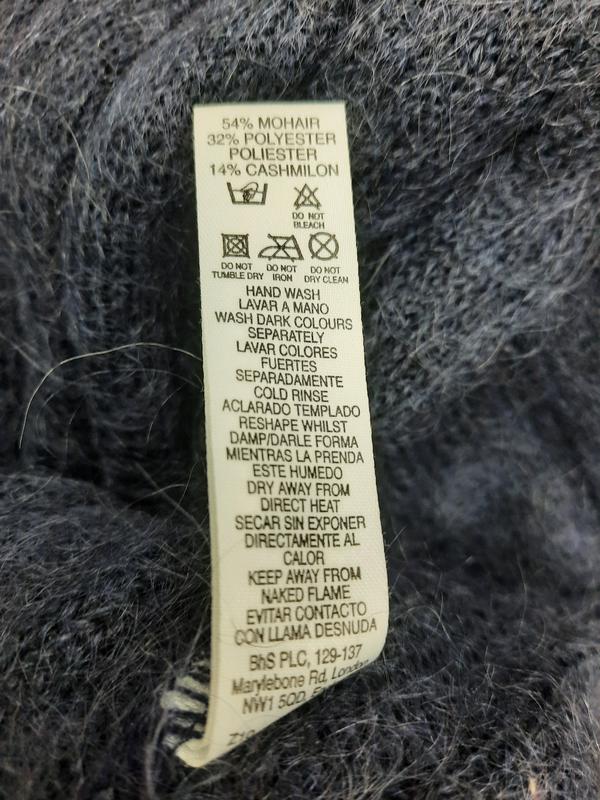 54% MOHAIR
32% POLYESTER
POLIESTER
14% CASHMILON
DO NOT
BLEACH
DO NOT
TUMBLE DRY
DO NOT
IRON
DO NOT
DRY CLEAN
HAND WASH
LAVAR A MANO
WASH DARK COLOURS
SEPARATELY
LAVAR COLORES
FUERTES
SEPARADAMENTE
COLD RINSE
ACLARADO TEMPLADO
RESHAPE WHILST
DAMP/DARLE FORMA
MIENTRAS LA PRENDA
ESTE HUMEDO
DRY AWAY FROM
DIRECT HEAT
SECAR SIN EXPONER
DIRECTAMENTE AL
CALOR
KEEP AWAY FROM
NAKED FLAME
EVITAR CONTACTO
CON LLAMA DESNUDA
BhS PLC, 129-137
Marylebone Rd, London
NW1 5QD,